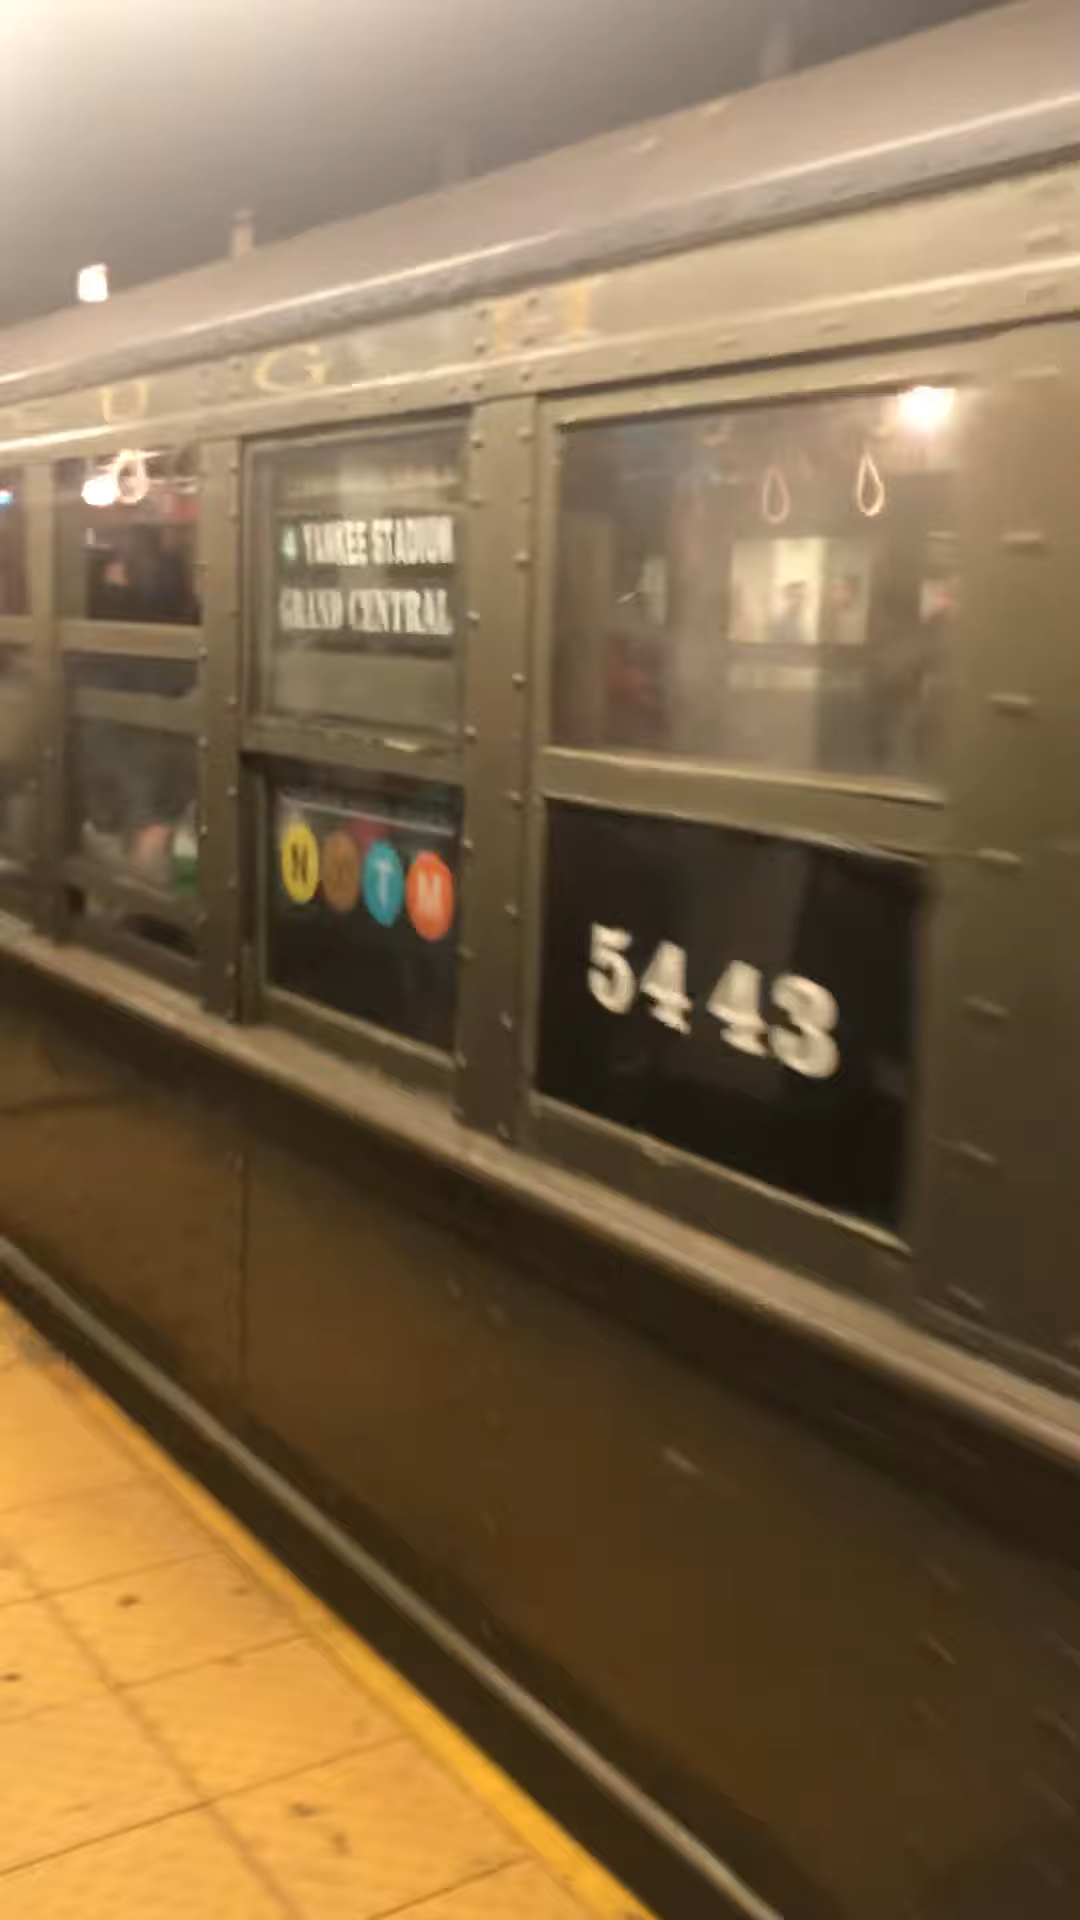 U G H
4 YANKEE STADIUM
GRAND CENTRAL
N T M
5443